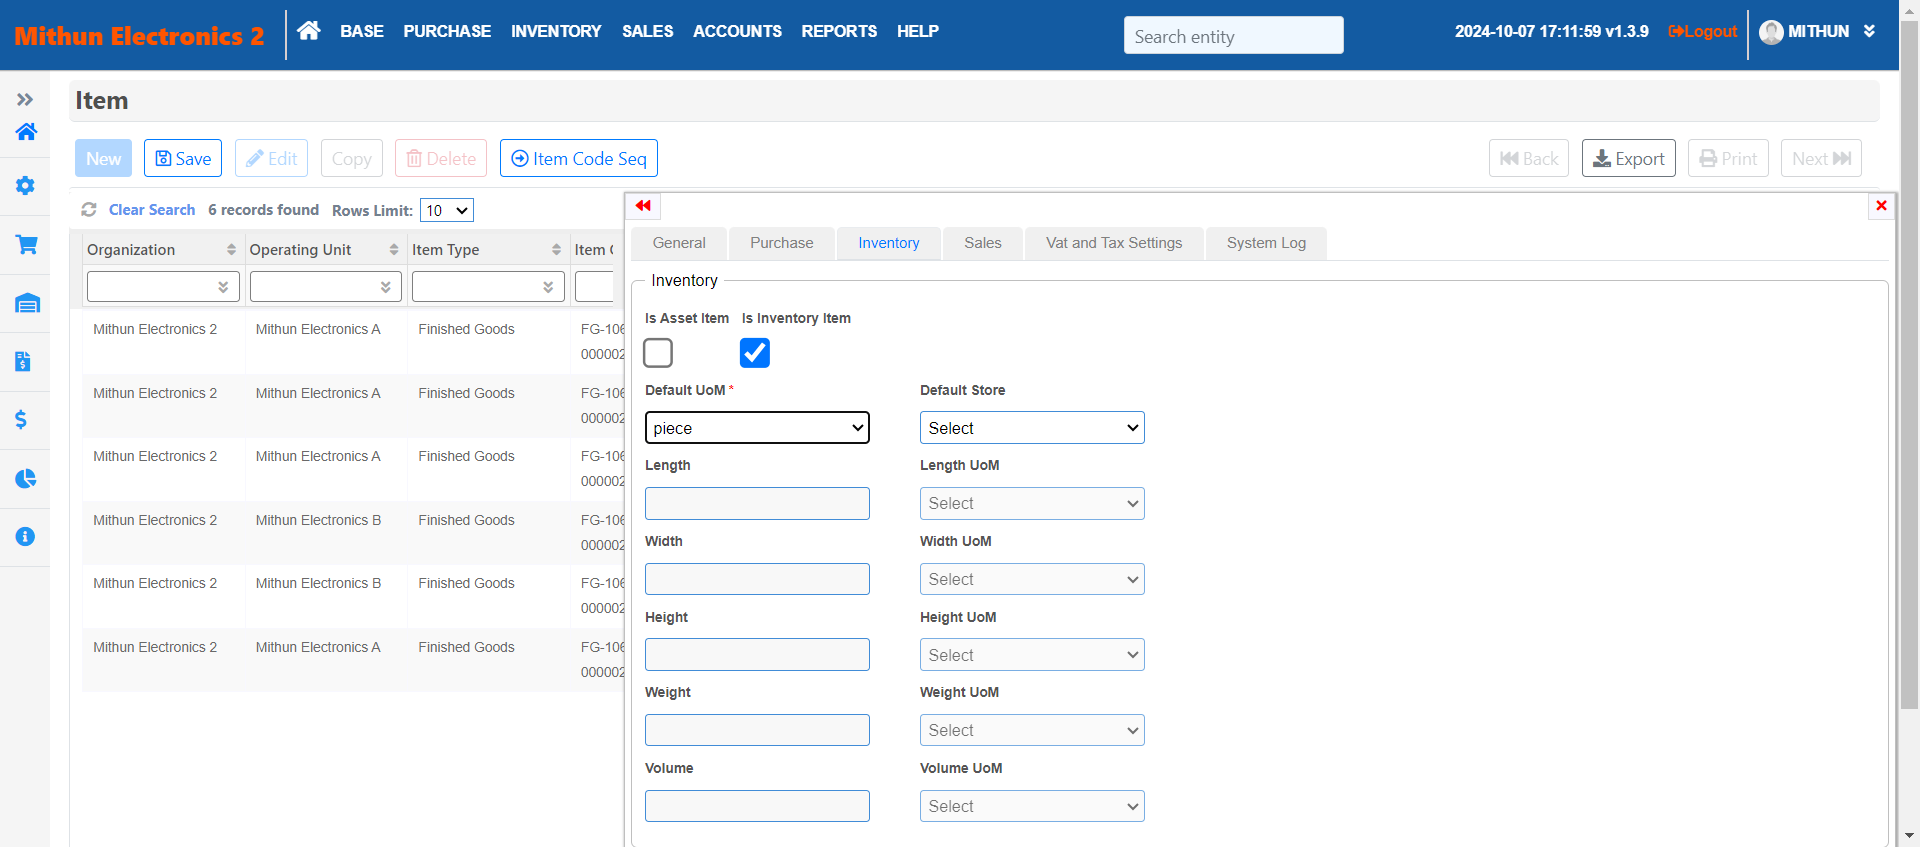 Mithun Electronics 2
BASE PURCHASE INVENTORY SALES ACCOUNTS REPORTS HELP
Search entity
2024-10-07 17:11:59 v1.3.9 Logout MITHUN
Item
New Save Edit Copy Delete Item Code Seq
Back Export Print Next
Clear Search 6 records found Rows Limit: 10
Organization Operating Unit Item Type Item
Mithun Electronics 2 Mithun Electronics A Finished Goods FG-106
000002
Mithun Electronics 2 Mithun Electronics A Finished Goods FG-106
000002
Mithun Electronics 2 Mithun Electronics A Finished Goods FG-106
000002
Mithun Electronics 2 Mithun Electronics B Finished Goods FG-106
000002
Mithun Electronics 2 Mithun Electronics B Finished Goods FG-106
000002
Mithun Electronics 2 Mithun Electronics A Finished Goods FG-106
000002
General Purchase Inventory Sales Vat and Tax Settings System Log
Inventory
Is Asset Item Is Inventory Item
Default UoM * Default Store
piece Select
Length Length UoM
Select
Width Width UoM
Select
Height Height UoM
Select
Weight Weight UoM
Select
Volume Volume UoM
Select